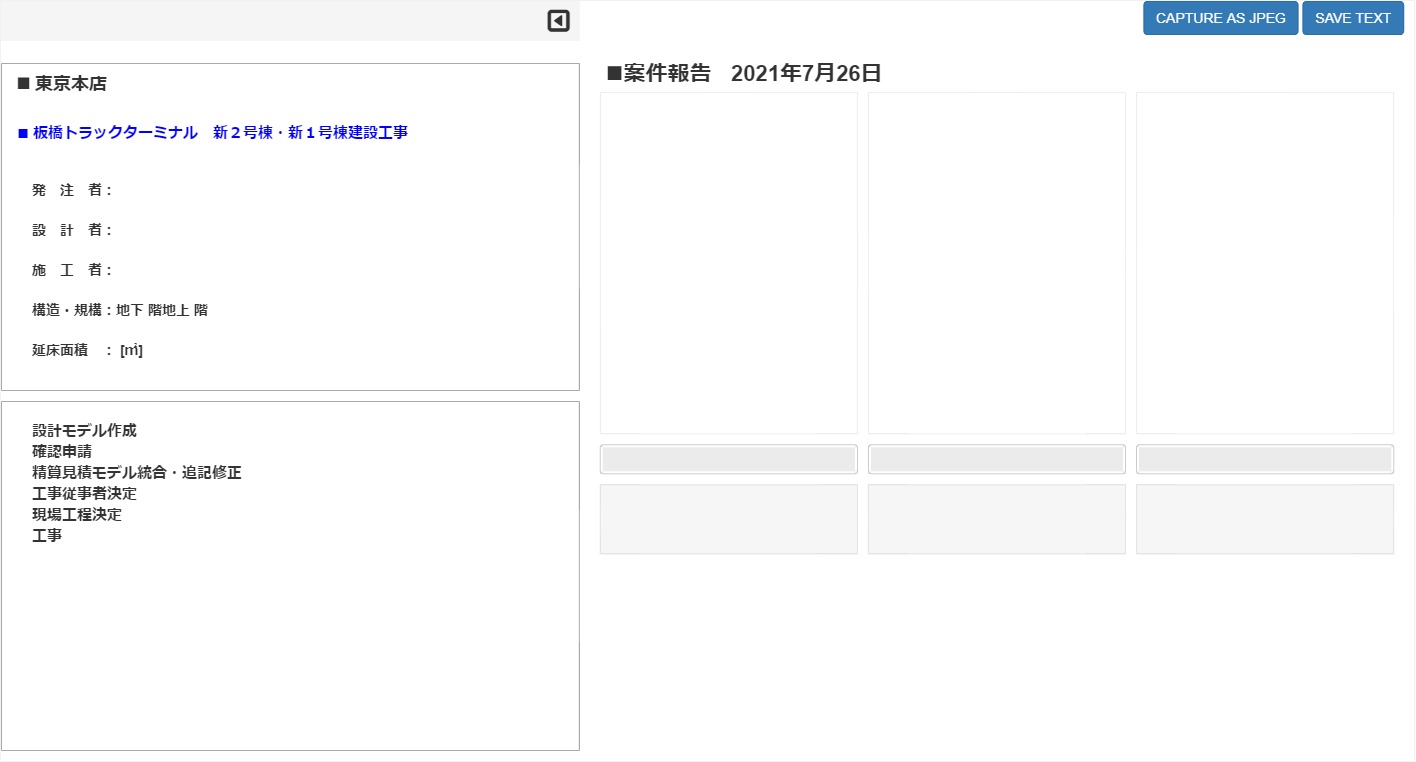 CAPTURE AS JPEG
SAVE TEXT
■ 東京本店
■ 板橋トラックターミナル　新２号棟・新１号棟建設工事
発　注　者：
設　計　者：
施　工　者：
構造・規構：地下 階地上 階
延床面積　： [㎡]
設計モデル作成
確認申請
精算見積モデル統合・追記修正
工事従事者決定
現場工程決定
工事
■案件報告　2021年7月26日